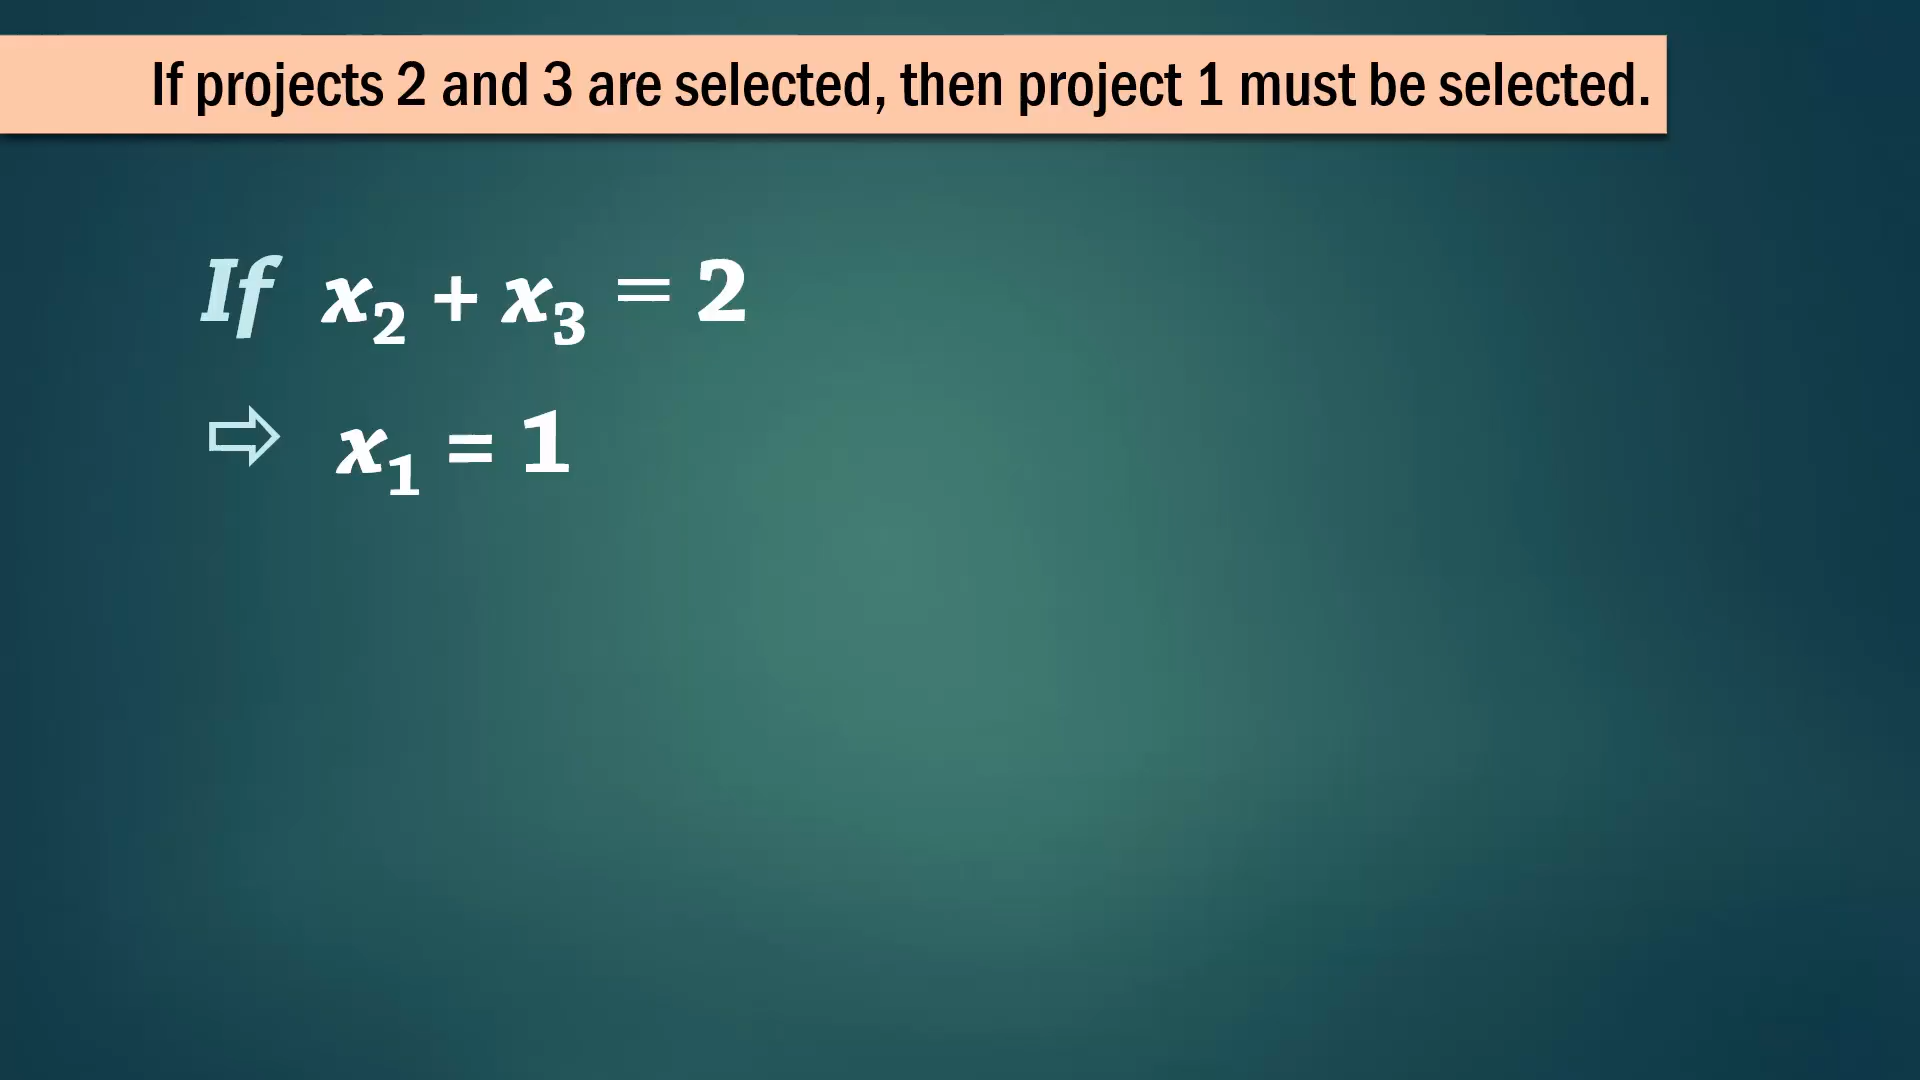 If projects 2 and 3 are selected, then project 1 must be selected.
If x₂ + x₃ = 2
⇨ x₁ = 1